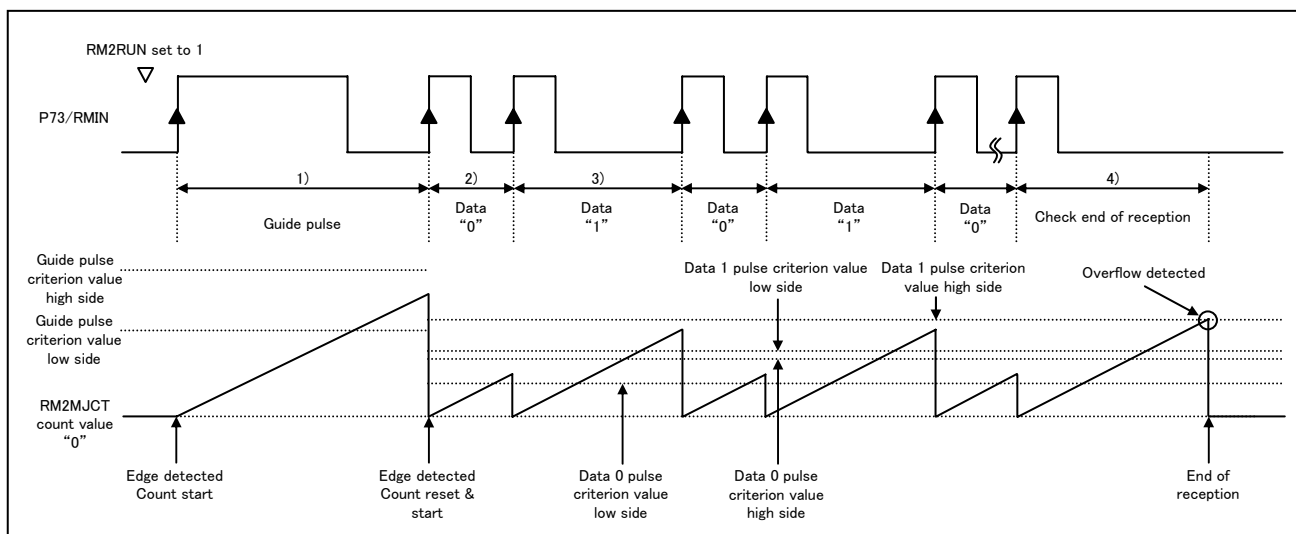 RM2RUN set to 1
P73/RMIN
1)
2)
3)
4)
Guide pulse
Data
“0”
Data
“1”
Data
“0”
Data
“1”
Data
“0”
Check end of reception
Guide pulse
criterion value
high side
Data 1 pulse criterion value
low side
Data 1 pulse criterion
value high side
Overflow detected
Guide pulse
criterion value
low side
RM2MJCT
count value
“0”
Edge detected
Count start
Edge detected
Count reset &
start
Data 0 pulse
criterion value
low side
Data 0 pulse
criterion value
high side
End of
reception